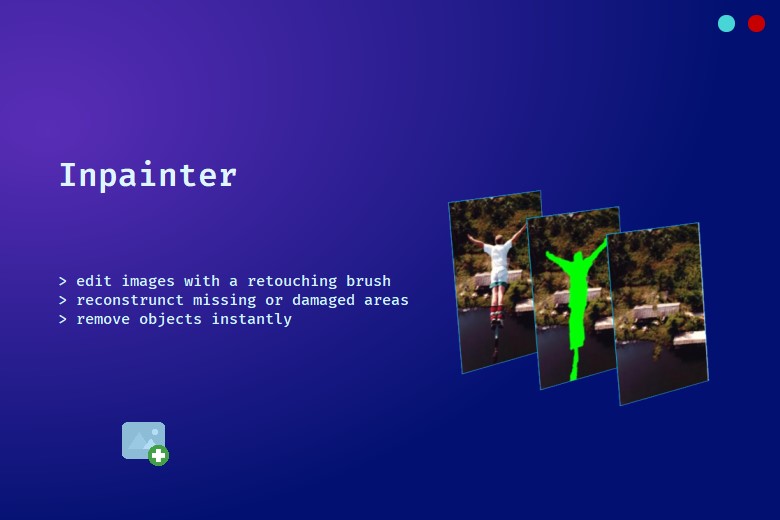 Inpainter
> edit images with a retouching brush
> reconstrunct missing or damaged areas
> remove objects instantly